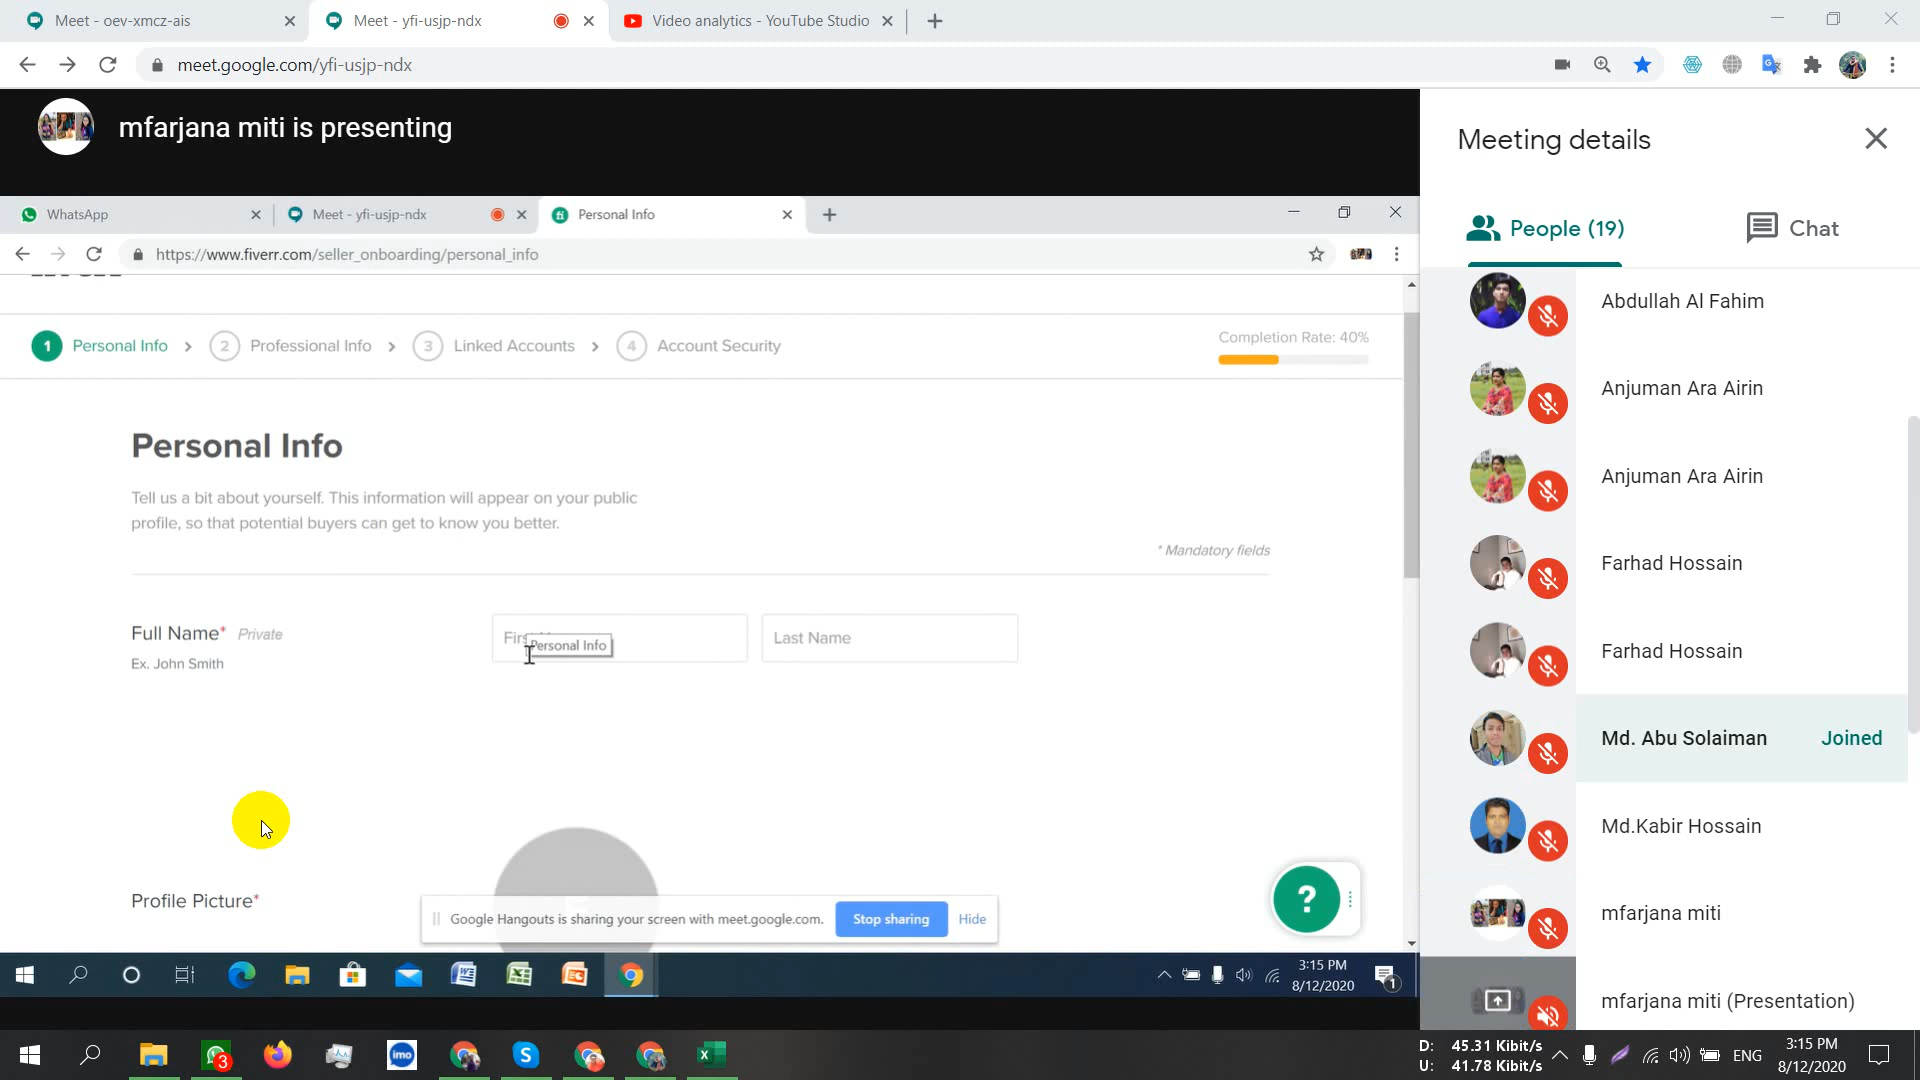 Meet - oev-xmcz-ais
Meet - yfi-usjp-ndx
Video analytics - YouTube Studio
meet.google.com/yfi-usjp-ndx
mfarjana miti is presenting
WhatsApp
Meet - yfi-usjp-ndx
Personal Info
https://www.fiverr.com/seller_onboarding/personal_info
1 Personal Info
2 Professional Info
3 Linked Accounts
4 Account Security
Completion Rate: 40%
Personal Info
Tell us a bit about yourself. This information will appear on your public
profile, so that potential buyers can get to know you better.
* Mandatory fields
Full Name* Private
Ex. John Smith
Personal Info
Last Name
Profile Picture*
Google Hangouts is sharing your screen with meet.google.com.
Stop sharing
Hide
?
3:15 PM
8/12/2020
1
Meeting details
People (19)
Chat
Abdullah Al Fahim
Anjuman Ara Airin
Anjuman Ara Airin
Farhad Hossain
Farhad Hossain
Md. Abu Solaiman Joined
Md.Kabir Hossain
mfarjana miti
mfarjana miti (Presentation)
3
imo
D: 45.31 Kibit/s
U: 41.78 Kibit/s
ENG
3:15 PM
8/12/2020